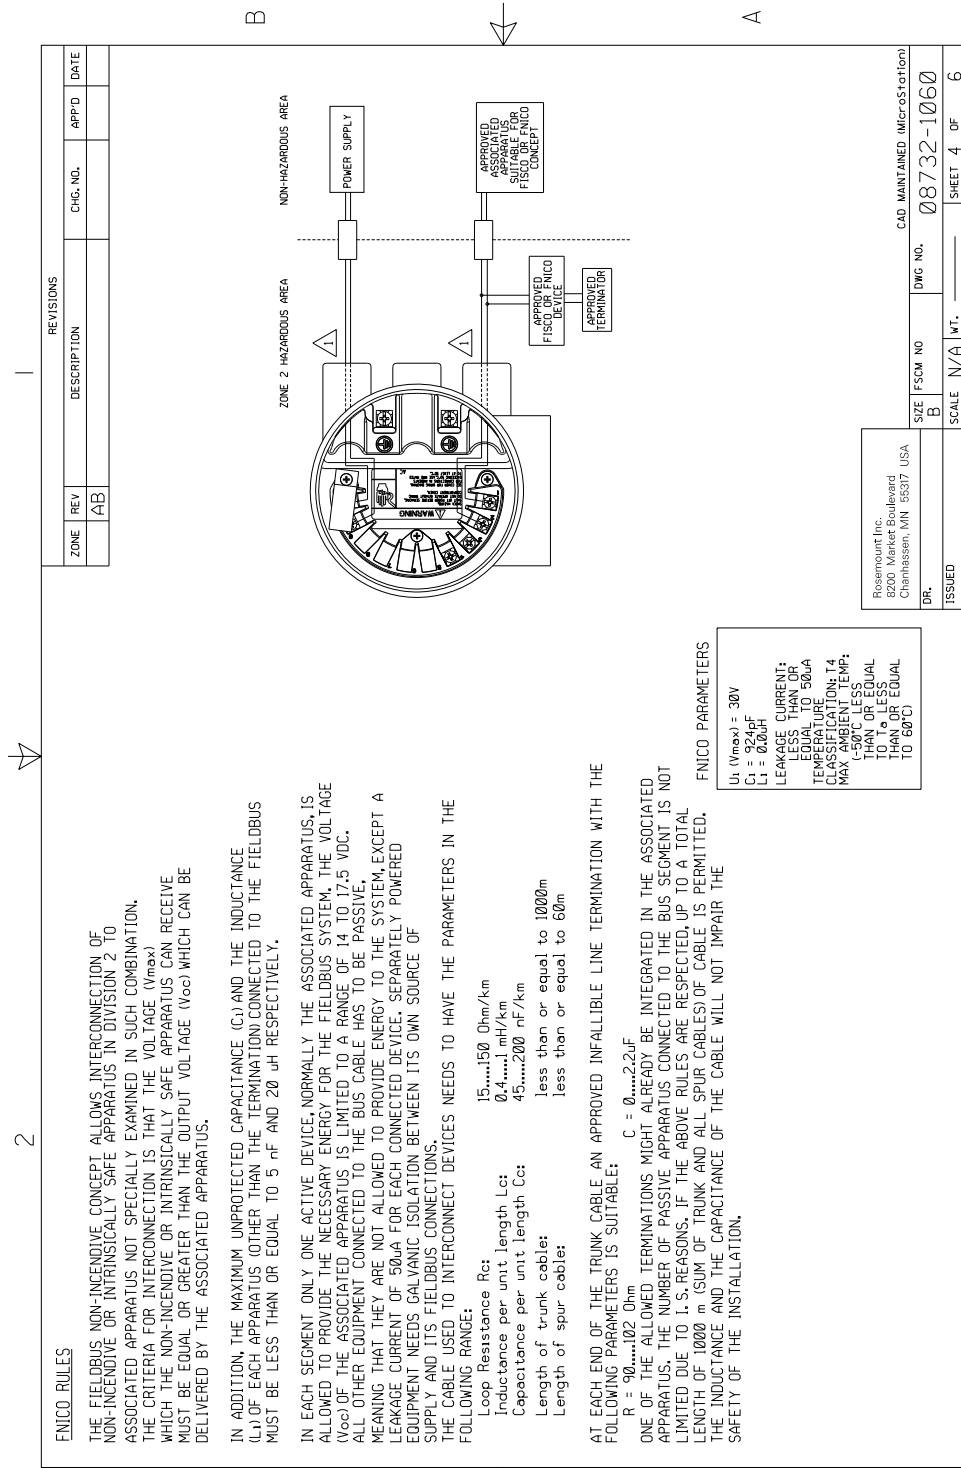 2
1
B
A
REVISIONS
ZONE REV DESCRIPTION CHG. NO. APP'D DATE
AB
FNICO RULES
THE FIELDBUS NON-INCENDIVE CONCEPT ALLOWS INTERCONNECTION OF
NON-INCENDIVE OR INTRINSICALLY SAFE APPARATUS IN DIVISION 2 TO
ASSOCIATED APPARATUS NOT SPECIALLY EXAMINED IN SUCH COMBINATION.
THE CRITERIA FOR INTERCONNECTION IS THAT THE VOLTAGE (Vmax)
WHICH THE NON-INCENDIVE OR INTRINSICALLY SAFE APPARATUS CAN RECEIVE
MUST BE EQUAL OR GREATER THAN THE OUTPUT VOLTAGE (Voc) WHICH CAN BE
DELIVERED BY THE ASSOCIATED APPARATUS.
IN ADDITION, THE MAXIMUM UNPROTECTED CAPACITANCE (Ci) AND THE INDUCTANCE
(Li) OF EACH APPARATUS (OTHER THAN THE TERMINATION) CONNECTED TO THE FIELDBUS
MUST BE LESS THAN OR EQUAL TO 5 nF AND 20 uH RESPECTIVELY.
IN EACH SEGMENT ONLY ONE ACTIVE DEVICE, NORMALLY THE ASSOCIATED APPARATUS, IS
ALLOWED TO PROVIDE THE NECESSARY ENERGY FOR THE FIELDBUS SYSTEM. THE VOLTAGE
(Voc) OF THE ASSOCIATED APPARATUS IS LIMITED TO A RANGE OF 14 TO 17.5 VDC.
ALL OTHER EQUIPMENT CONNECTED TO THE BUS CABLE HAS TO BE PASSIVE,
MEANING THAT THEY ARE NOT ALLOWED TO PROVIDE ENERGY TO THE SYSTEM, EXCEPT A
LEAKAGE CURRENT OF 50uA FOR EACH CONNECTED DEVICE. SEPARATELY POWERED
EQUIPMENT NEEDS GALVANIC ISOLATION BETWEEN ITS OWN SOURCE OF
SUPPLY AND ITS FIELDBUS CONNECTIONS.
THE CABLE USED TO INTERCONNECT DEVICES NEEDS TO HAVE THE PARAMETERS IN THE
FOLLOWING RANGE:
Loop Resistance Rc: 15.....150 Ohm/km
Inductance per unit length Lc: 0.4.....1 mH/km
Capacitance per unit length Cc: 45.....200 nF/km
Length of trunk cable: less than or equal to 1000m
Length of spur cable: less than or equal to 60m
AT EACH END OF THE TRUNK CABLE AN APPROVED INFALLIBLE LINE TERMINATION WITH THE
FOLLOWING PARAMETERS IS SUITABLE:
R = 90.....102 Ohm C = 0.....2.2uF
ONE OF THE ALLOWED TERMINATIONS MIGHT ALREADY BE INTEGRATED IN THE ASSOCIATED
APPARATUS. THE NUMBER OF PASSIVE APPARATUS CONNECTED TO THE BUS SEGMENT IS NOT
LIMITED DUE TO I. S. REASONS. IF THE ABOVE RULES ARE RESPECTED, UP TO A TOTAL
LENGTH OF 1000 m (SUM OF TRUNK AND ALL SPUR CABLES) OF CABLE IS PERMITTED.
THE INDUCTANCE AND THE CAPACITANCE OF THE CABLE WILL NOT IMPAIR THE
SAFETY OF THE INSTALLATION.
FNICO PARAMETERS
Ui (Vmax) = 30V
Ci = 924pF
Li = 0.0uH
LEAKAGE CURRENT:
LESS THAN OR
EQUAL TO 50uA
TEMPERATURE
CLASSIFICATION: T4
MAX AMBIENT TEMP:
(-50°C LESS
THAN OR EQUAL
TO Ta LESS
THAN OR EQUAL
TO 60°C)
ZONE 2 HAZARDOUS AREA
NON-HAZARDOUS AREA
1
POWER SUPPLY
1
APPROVED
ASSOCIATED
APPARATUS
SUITABLE FOR
FISCO OR FNICO
CONCEPT
APPROVED
FISCO OR FNICO
DEVICE
APPROVED
TERMINATOR
WARNING
AC
CAD MAINTAINED (MicroStation)
Rosemount Inc.
8200 Market Boulevard
Chanhassen, MN 55317 USA
DR.
ISSUED
SIZE B
FSCM NO
DWG NO. 08732-1060
SCALE N/A
WT.
SHEET 4 OF 6